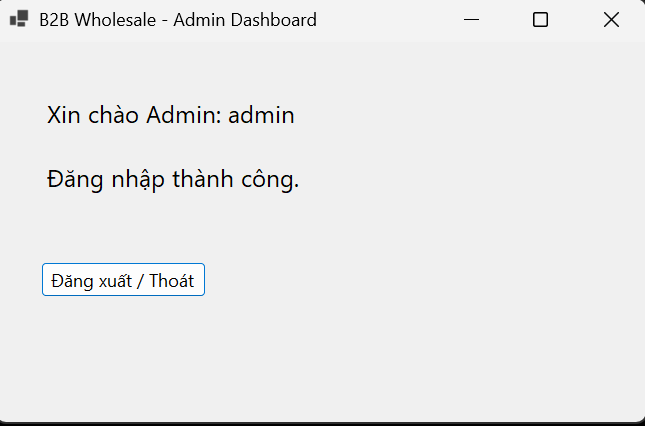 B2B Wholesale - Admin Dashboard
Xin chào Admin: admin
Đăng nhập thành công.
Đăng xuất / Thoát